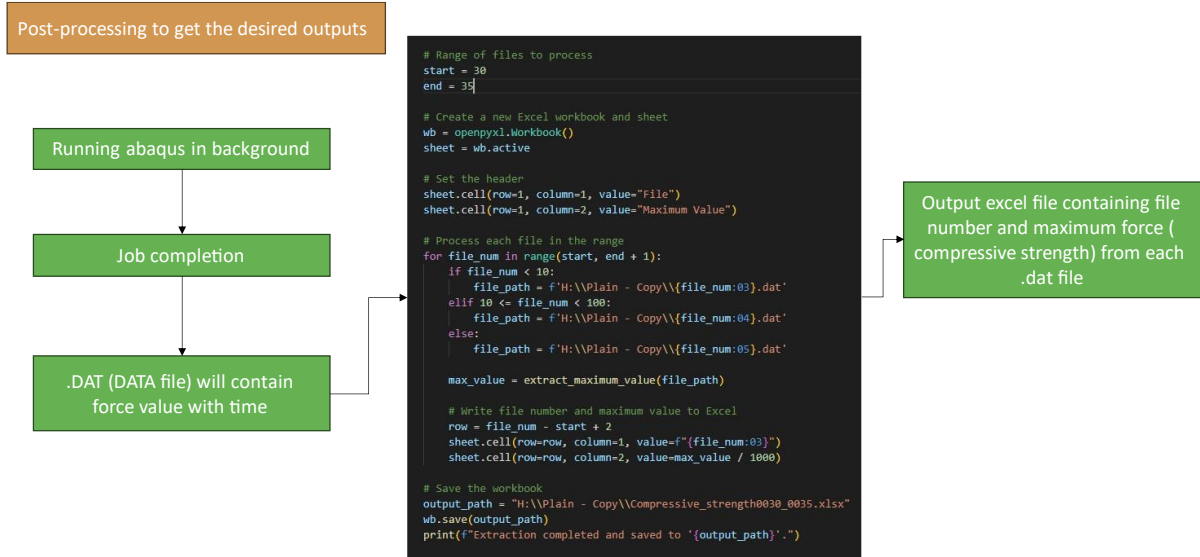 Post-processing to get the desired outputs
Running abaqus in background
Job completion
.DAT (DATA file) will contain
force value with time
# Range of files to process
start = 30
end = 35
# Create a new Excel workbook and sheet
wb = openpyxl.Workbook()
sheet = wb.active
# Set the header
sheet.cell(row=1, column=1, value="File")
sheet.cell(row=1, column=2, value="Maximum Value")
# Process each file in the range
for file_num in range(start, end + 1):
    if file_num < 10:
        file_path = f'H:\\Plain - Copy\\{file_num:03}.dat'
    elif 10 <= file_num < 100:
        file_path = f'H:\\Plain - Copy\\{file_num:04}.dat'
    else:
        file_path = f'H:\\Plain - Copy\\{file_num:05}.dat'
    max_value = extract_maximum_value(file_path)
    # Write file number and maximum value to Excel
    row = file_num - start + 2
    sheet.cell(row=row, column=1, value=f"{file_num:03}")
    sheet.cell(row=row, column=2, value=max_value / 1000)
# Save the workbook
output_path = "H:\\Plain - Copy\\Compressive_strength0030_0035.xlsx"
wb.save(output_path)
print(f"Extraction completed and saved to '{output_path}'.")
Output excel file containing file
number and maximum force (
compressive strength) from each
.dat file